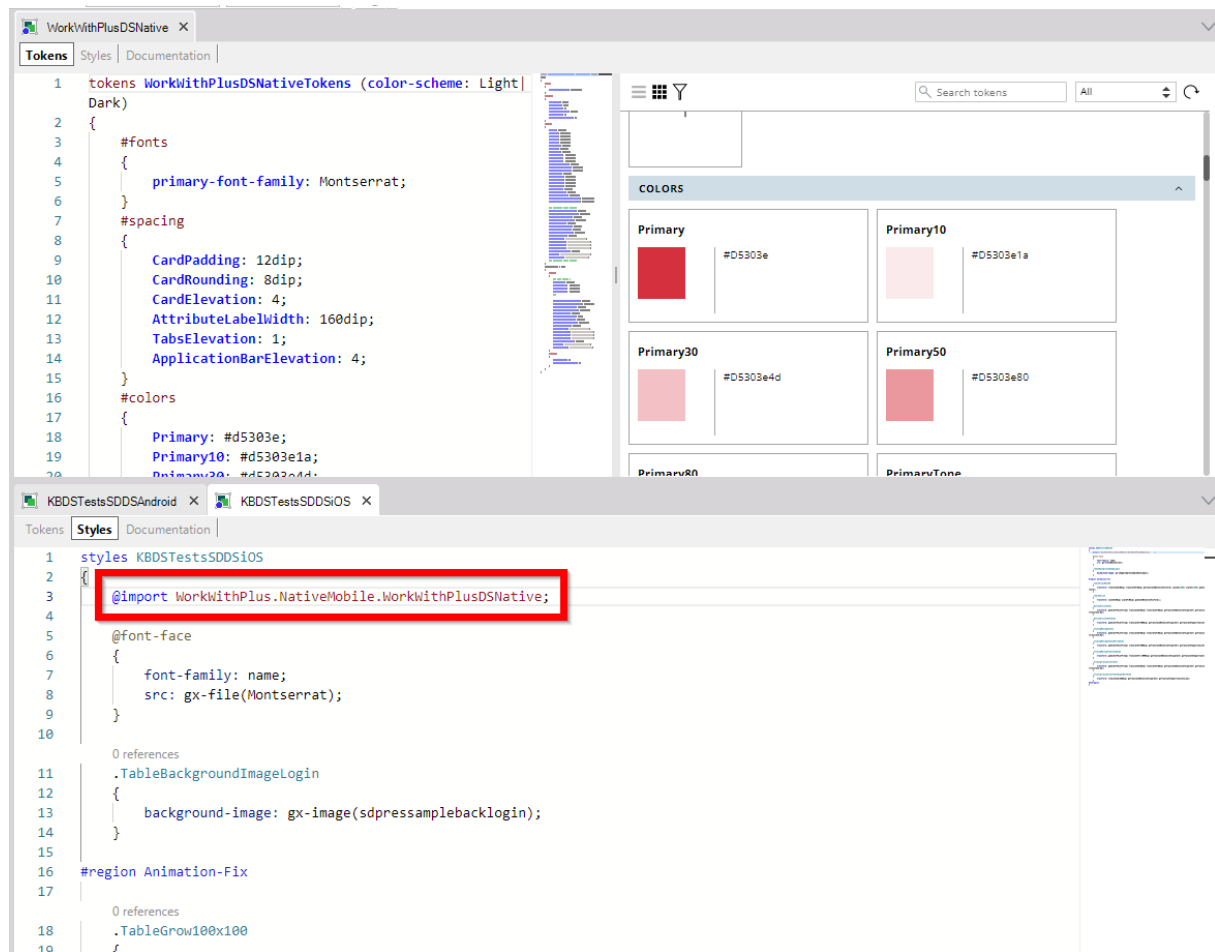 WorkWithPlusDSNative ×
Tokens Styles Documentation
1 tokens WorkWithPlusDSNativeTokens (color-scheme: Light|
Dark)
2 {
3 #fonts
4 {
5 primary-font-family: Montserrat;
6 }
7 #spacing
8 {
9 CardPadding: 12dip;
10 CardRounding: 8dip;
11 CardElevation: 4;
12 AttributeLabelWidth: 160dip;
13 TabsElevation: 1;
14 ApplicationBarElevation: 4;
15 }
16 #colors
17 {
18 Primary: #d5303e;
19 Primary10: #d5303e1a;
20 Primary30: #d5303e4d;
Search tokens All
COLORS
Primary
#D5303e
Primary10
#D5303e1a
Primary30
#D5303e4d
Primary50
#D5303e80
Primary80
PrimaryTone
KBDSTestsSDDSAndroid × KBDSTestsSDDSiOS ×
Tokens Styles Documentation
1 styles KBDSTestsSDDSiOS
2 {
3 @import WorkWithPlus.NativeMobile.WorkWithPlusDSNative;
4
5 @font-face
6 {
7 font-family: name;
8 src: gx-file(Montserrat);
9 }
10
0 references
11 .TableBackgroundImageLogin
12 {
13 background-image: gx-image(sdpressamplebacklogin);
14 }
15
16 #region Animation-Fix
17
0 references
18 .TableGrow100x100
19 {